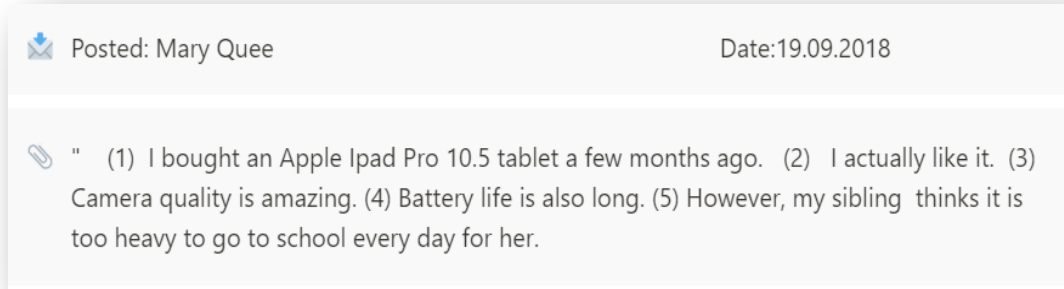 Posted: Mary Quee Date:19.09.2018
" (1) I bought an Apple Ipad Pro 10.5 tablet a few months ago. (2) I actually like it. (3)
Camera quality is amazing. (4) Battery life is also long. (5) However, my sibling thinks it is
too heavy to go to school every day for her.